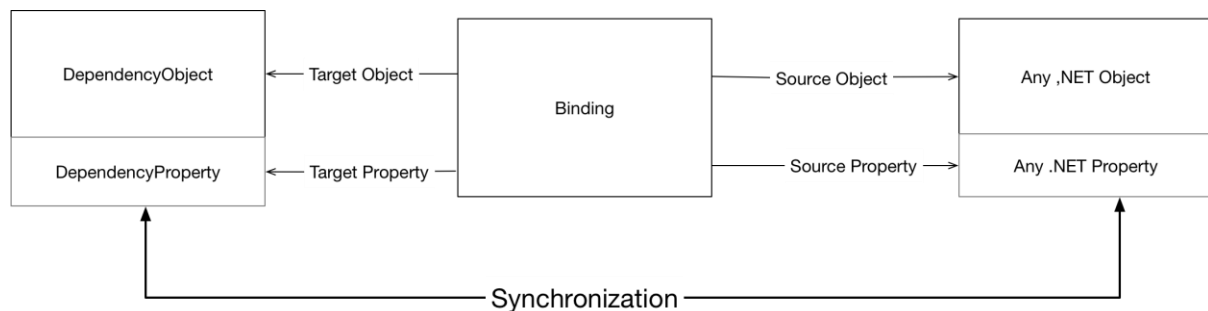 DependencyObject
Target Object
Binding
Source Object
Any ,NET Object
DependencyProperty
Target Property
Source Property
Any .NET Property
Synchronization